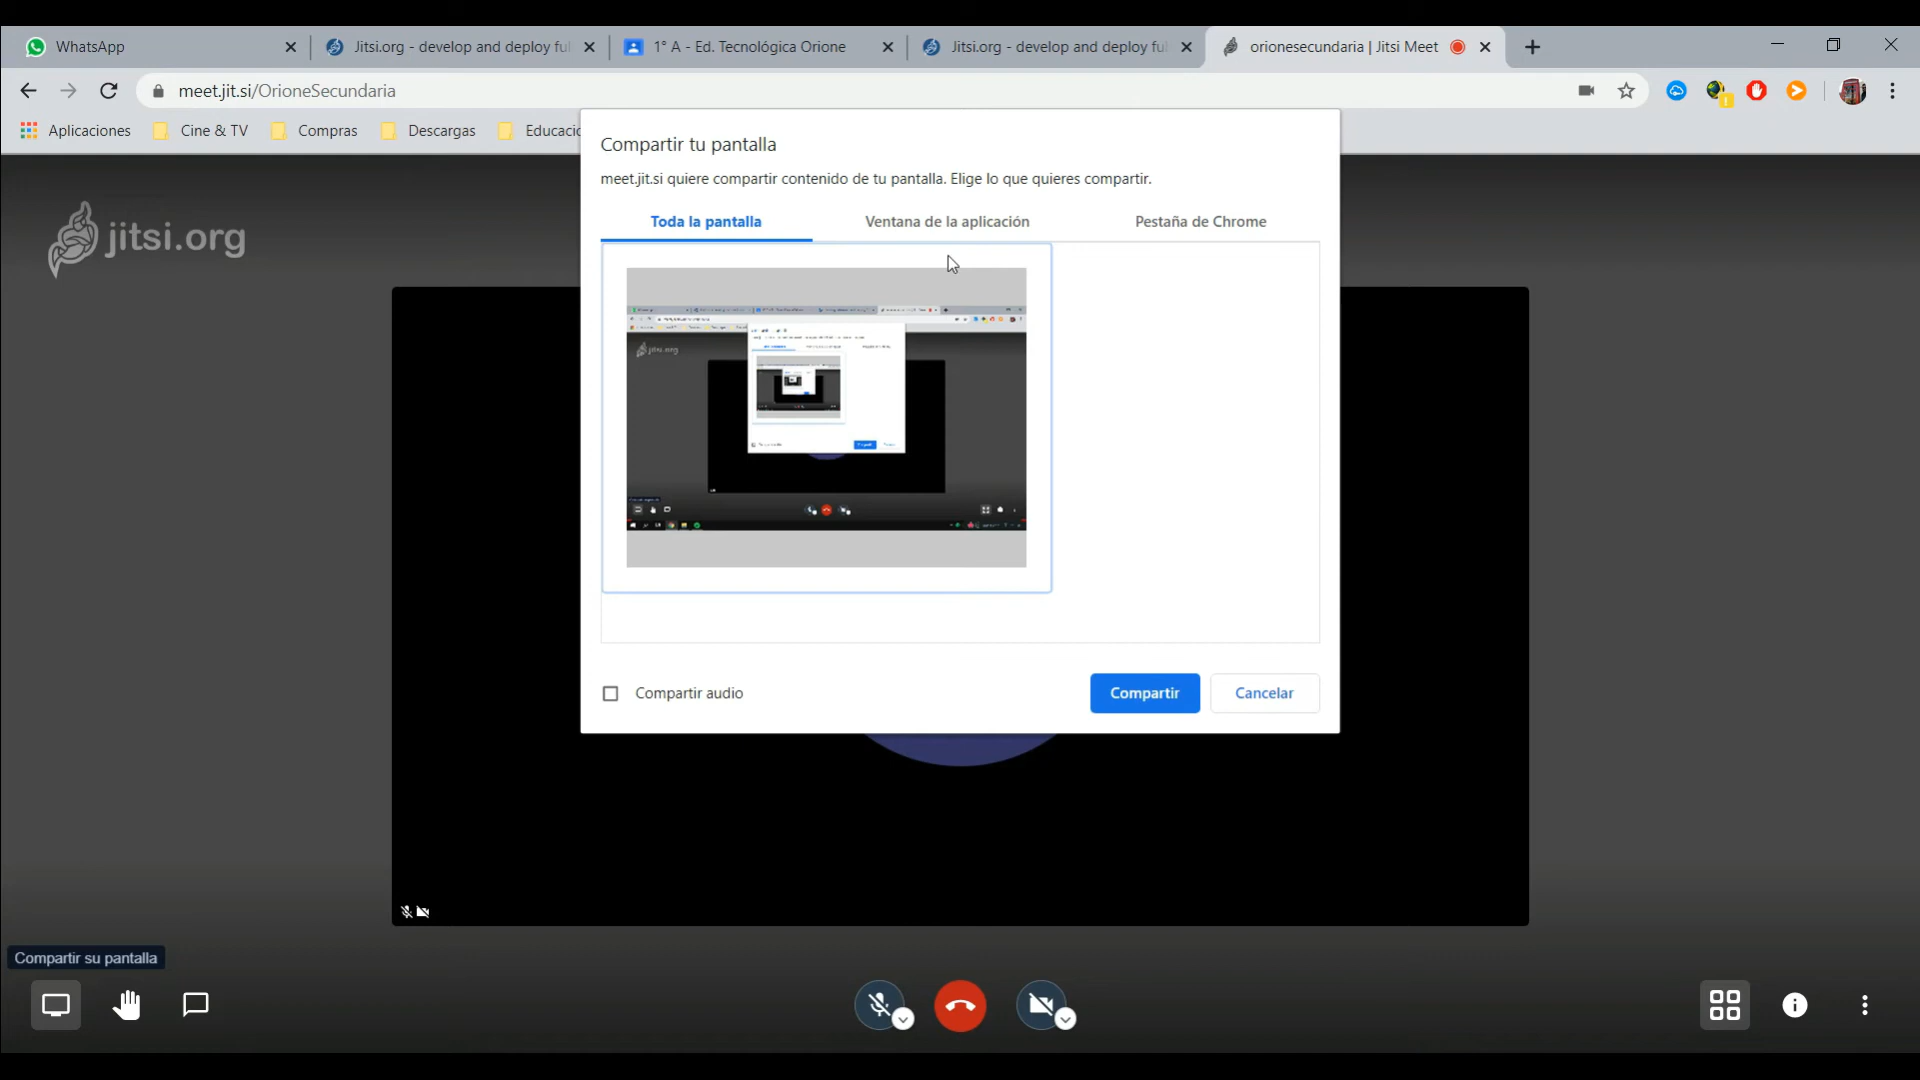 WhatsApp
Jitsi.org - develop and deploy ful
1° A - Ed. Tecnológica Orione
Jitsi.org - develop and deploy ful
orionesecundaria | Jitsi Meet
meet.jit.si/OrioneSecundaria
Aplicaciones
Cine & TV
Compras
Descargas
Educació
Compartir tu pantalla
meet.jit.si quiere compartir contenido de tu pantalla. Elige lo que quieres compartir.
Toda la pantalla
Ventana de la aplicación
Pestaña de Chrome
jitsi.org
jitsi.org
Compartir audio
Compartir
Cancelar
Compartir su pantalla